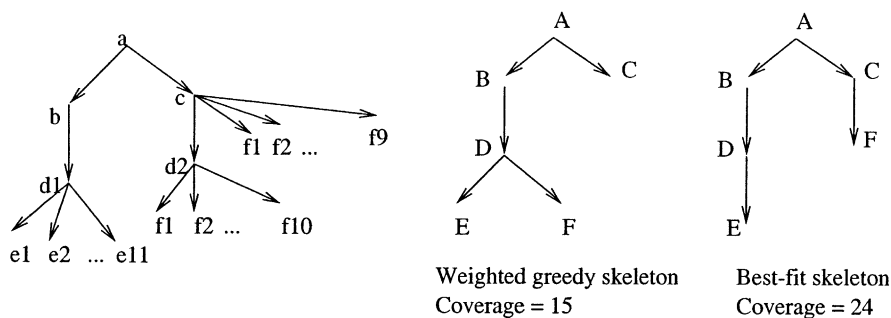 a
b
c
f1 f2 ... f9
d1
d2
f1 f2 ... f10
e1 e2 ... e11
A
B
C
D
E
F
Weighted greedy skeleton
Coverage = 15
A
B
C
D
F
E
Best-fit skeleton
Coverage = 24